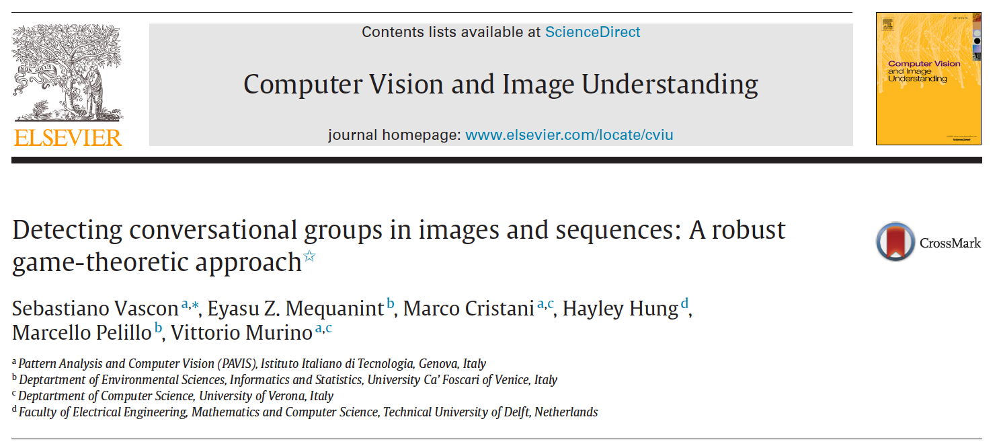 Contents lists available at ScienceDirect
Computer Vision and Image Understanding
journal homepage: www.elsevier.com/locate/cviu
NON SOLUS
ELSEVIER
Computer Vision
and Image
Understanding
Detecting conversational groups in images and sequences: A robust
game-theoretic approach☆
CrossMark
Sebastiano Vascon a,*, Eyasu Z. Mequanint b, Marco Cristani a,c, Hayley Hung d,
Marcello Pelillo b, Vittorio Murino a,c
a Pattern Analysis and Computer Vision (PAVIS), Istituto Italiano di Tecnologia, Genova, Italy
b Deptartment of Environmental Sciences, Informatics and Statistics, University Ca' Foscari of Venice, Italy
c Deptartment of Computer Science, University of Verona, Italy
d Faculty of Electrical Engineering, Mathematics and Computer Science, Technical University of Delft, Netherlands